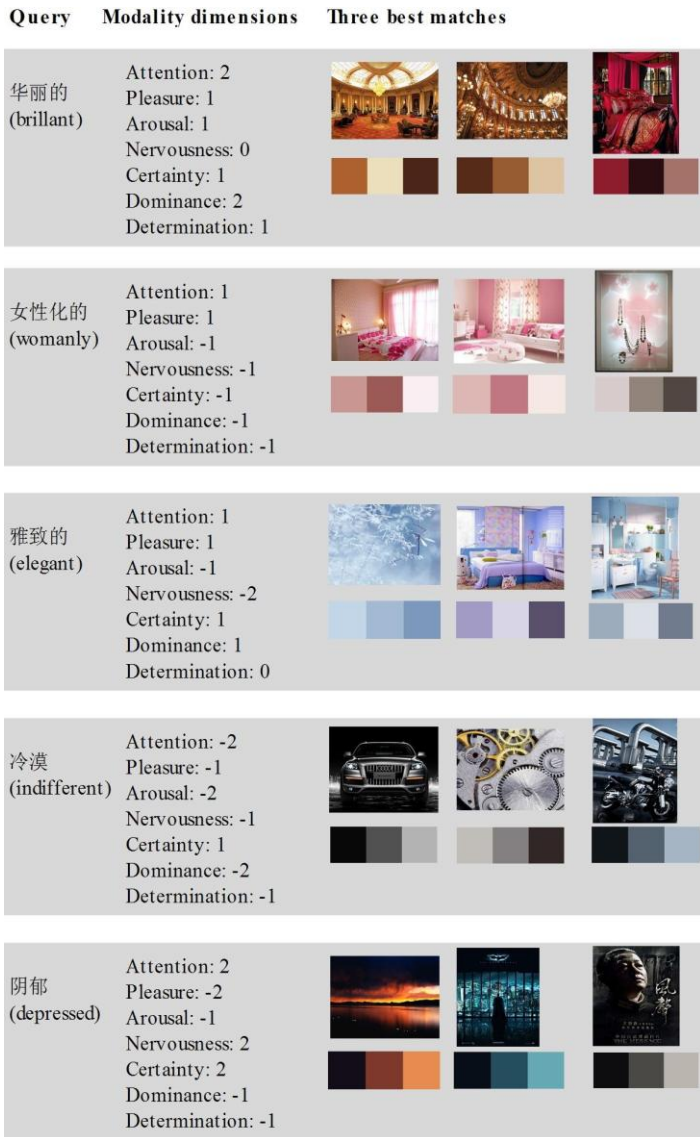 Query Modality dimensions Three best matches
华丽的
(brillant)
Attention: 2
Pleasure: 1
Arousal: 1
Nervousness: 0
Certainty: 1
Dominance: 2
Determination: 1
女性化的
(womanly)
Attention: 1
Pleasure: 1
Arousal: -1
Nervousness: -1
Certainty: -1
Dominance: -1
Determination: -1
雅致的
(elegant)
Attention: 1
Pleasure: 1
Arousal: -1
Nervousness: -2
Certainty: 1
Dominance: 1
Determination: 0
冷漠
(indifferent)
Attention: -2
Pleasure: -1
Arousal: -2
Nervousness: -1
Certainty: 1
Dominance: -2
Determination: -1
阴郁
(depressed)
Attention: 2
Pleasure: -2
Arousal: -1
Nervousness: 2
Certainty: 2
Dominance: -1
Determination: -1
風聲